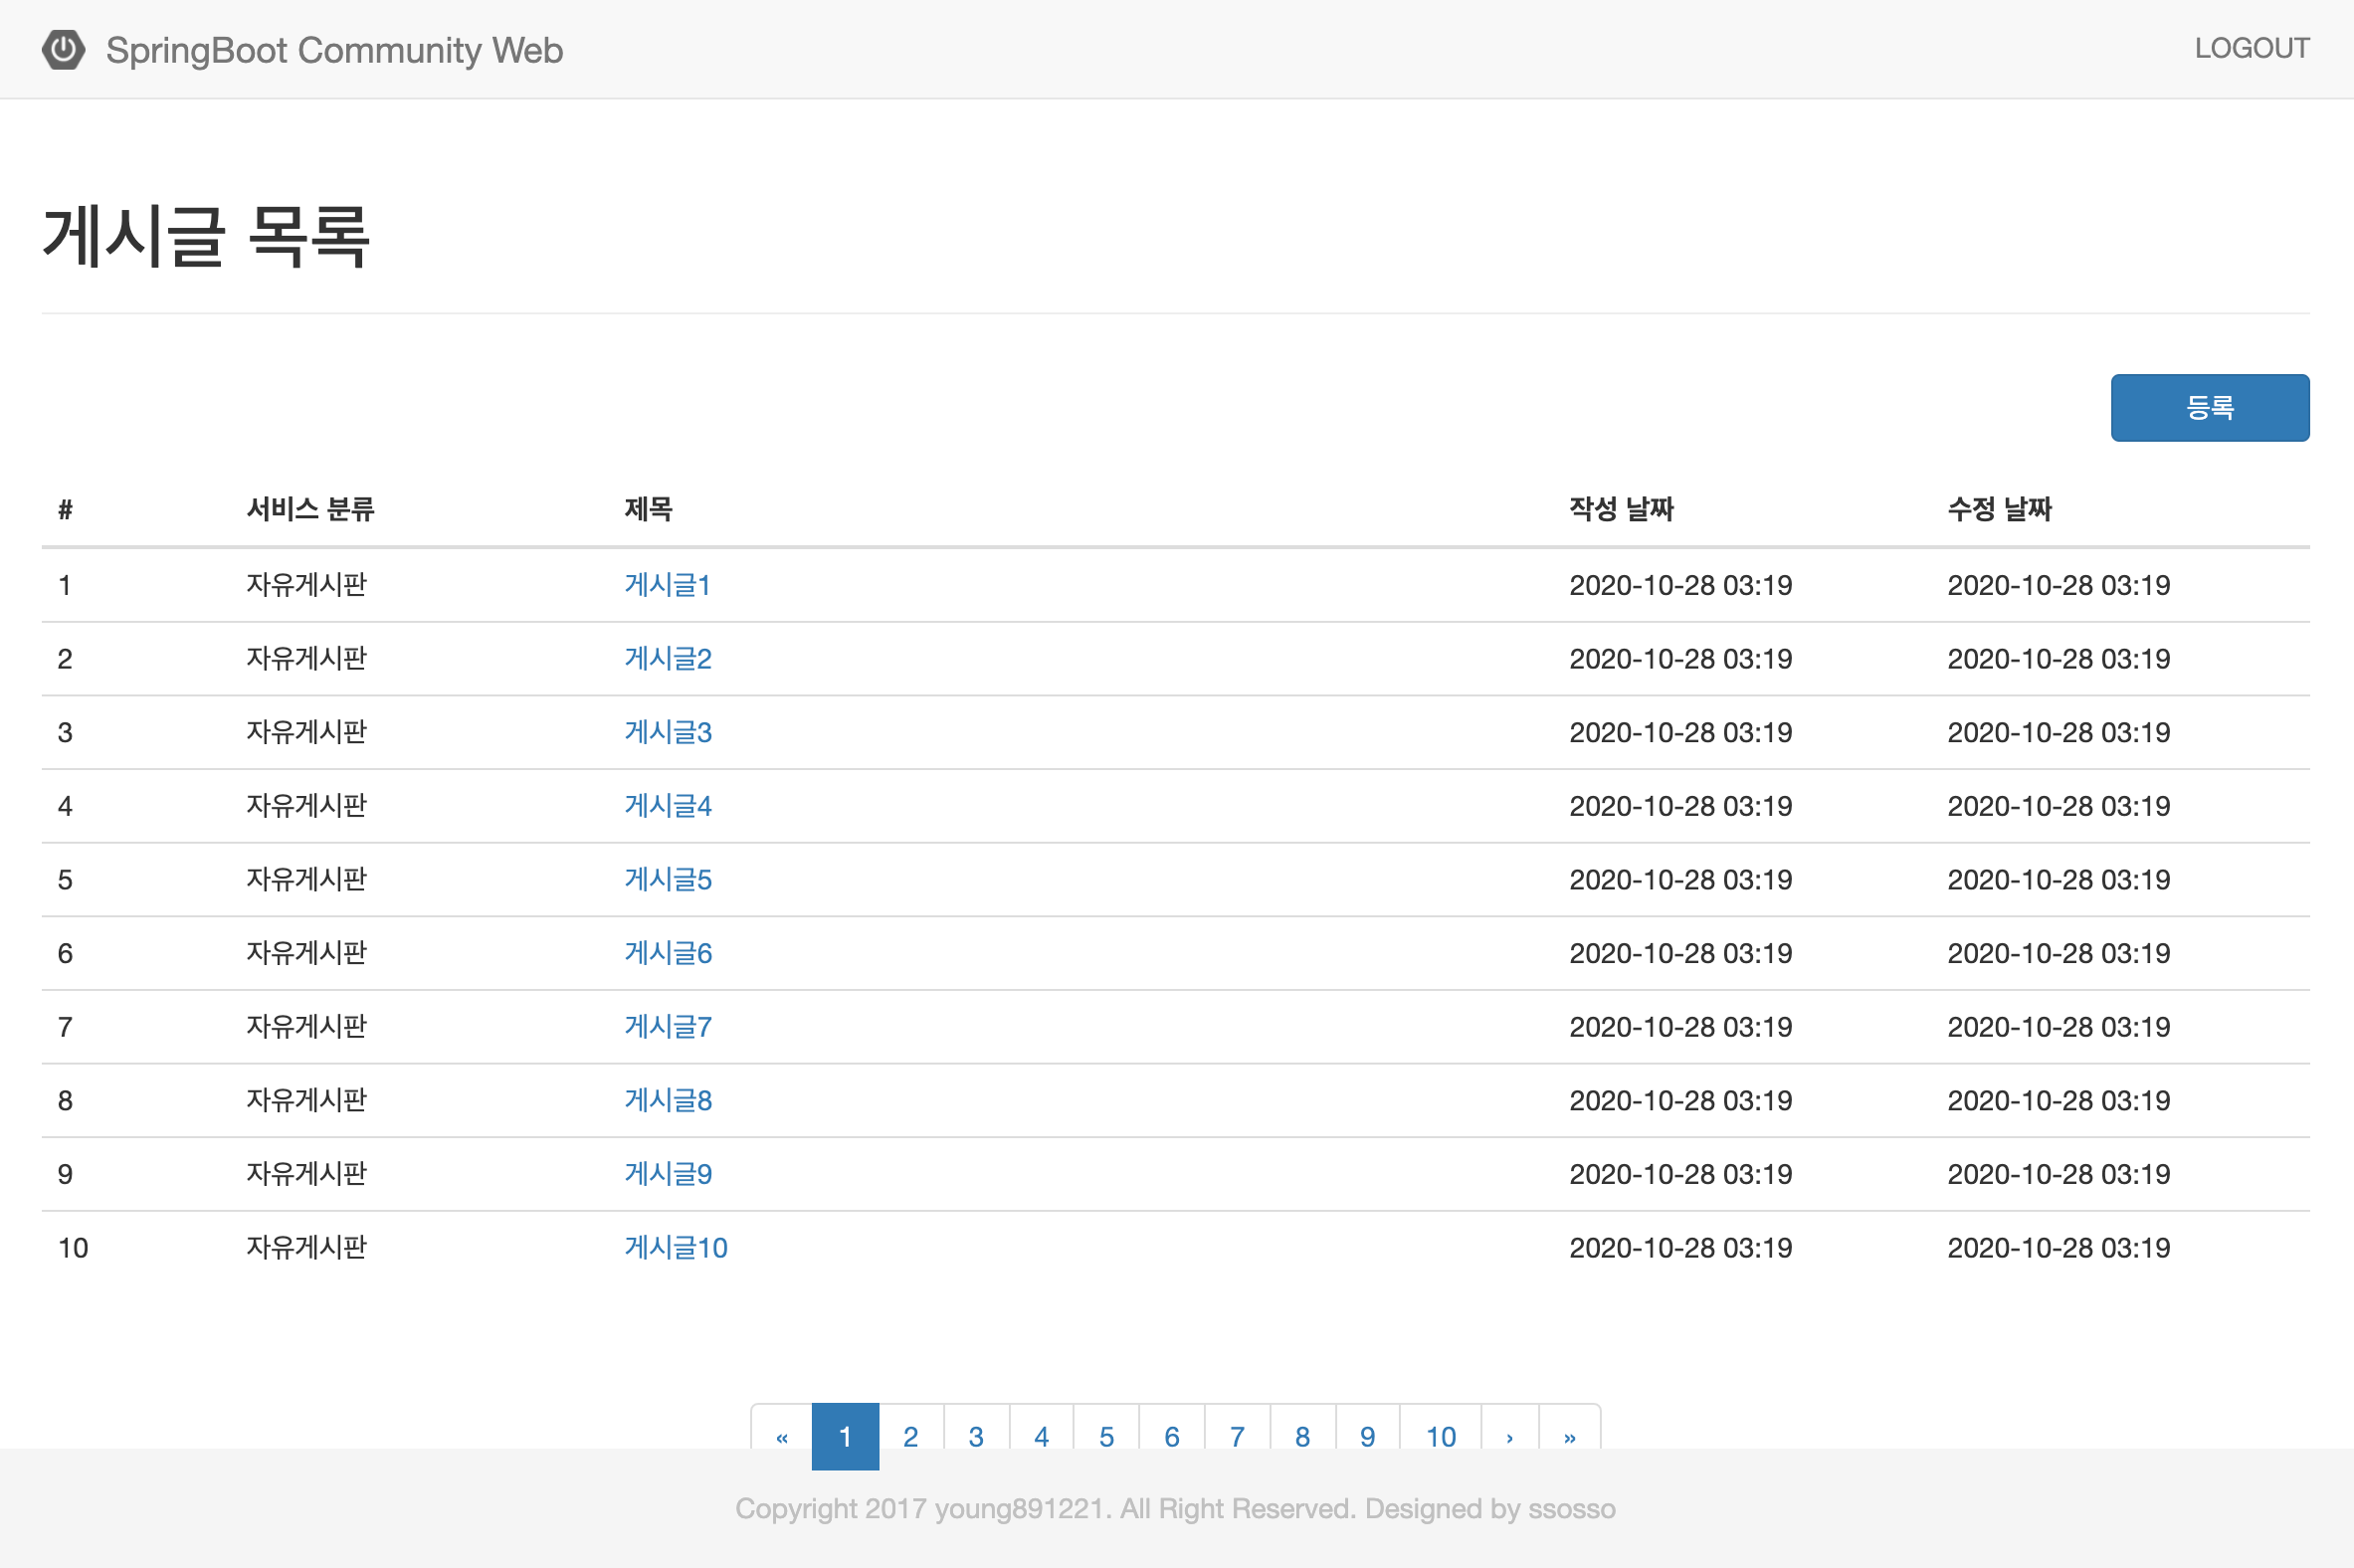 SpringBoot Community Web LOGOUT
게시글 목록
등록
# 서비스 분류 제목 작성 날짜 수정 날짜
1 자유게시판 게시글1 2020-10-28 03:19 2020-10-28 03:19
2 자유게시판 게시글2 2020-10-28 03:19 2020-10-28 03:19
3 자유게시판 게시글3 2020-10-28 03:19 2020-10-28 03:19
4 자유게시판 게시글4 2020-10-28 03:19 2020-10-28 03:19
5 자유게시판 게시글5 2020-10-28 03:19 2020-10-28 03:19
6 자유게시판 게시글6 2020-10-28 03:19 2020-10-28 03:19
7 자유게시판 게시글7 2020-10-28 03:19 2020-10-28 03:19
8 자유게시판 게시글8 2020-10-28 03:19 2020-10-28 03:19
9 자유게시판 게시글9 2020-10-28 03:19 2020-10-28 03:19
10 자유게시판 게시글10 2020-10-28 03:19 2020-10-28 03:19
« 1 2 3 4 5 6 7 8 9 10 › »
Copyright 2017 young891221. All Right Reserved. Designed by ssosso